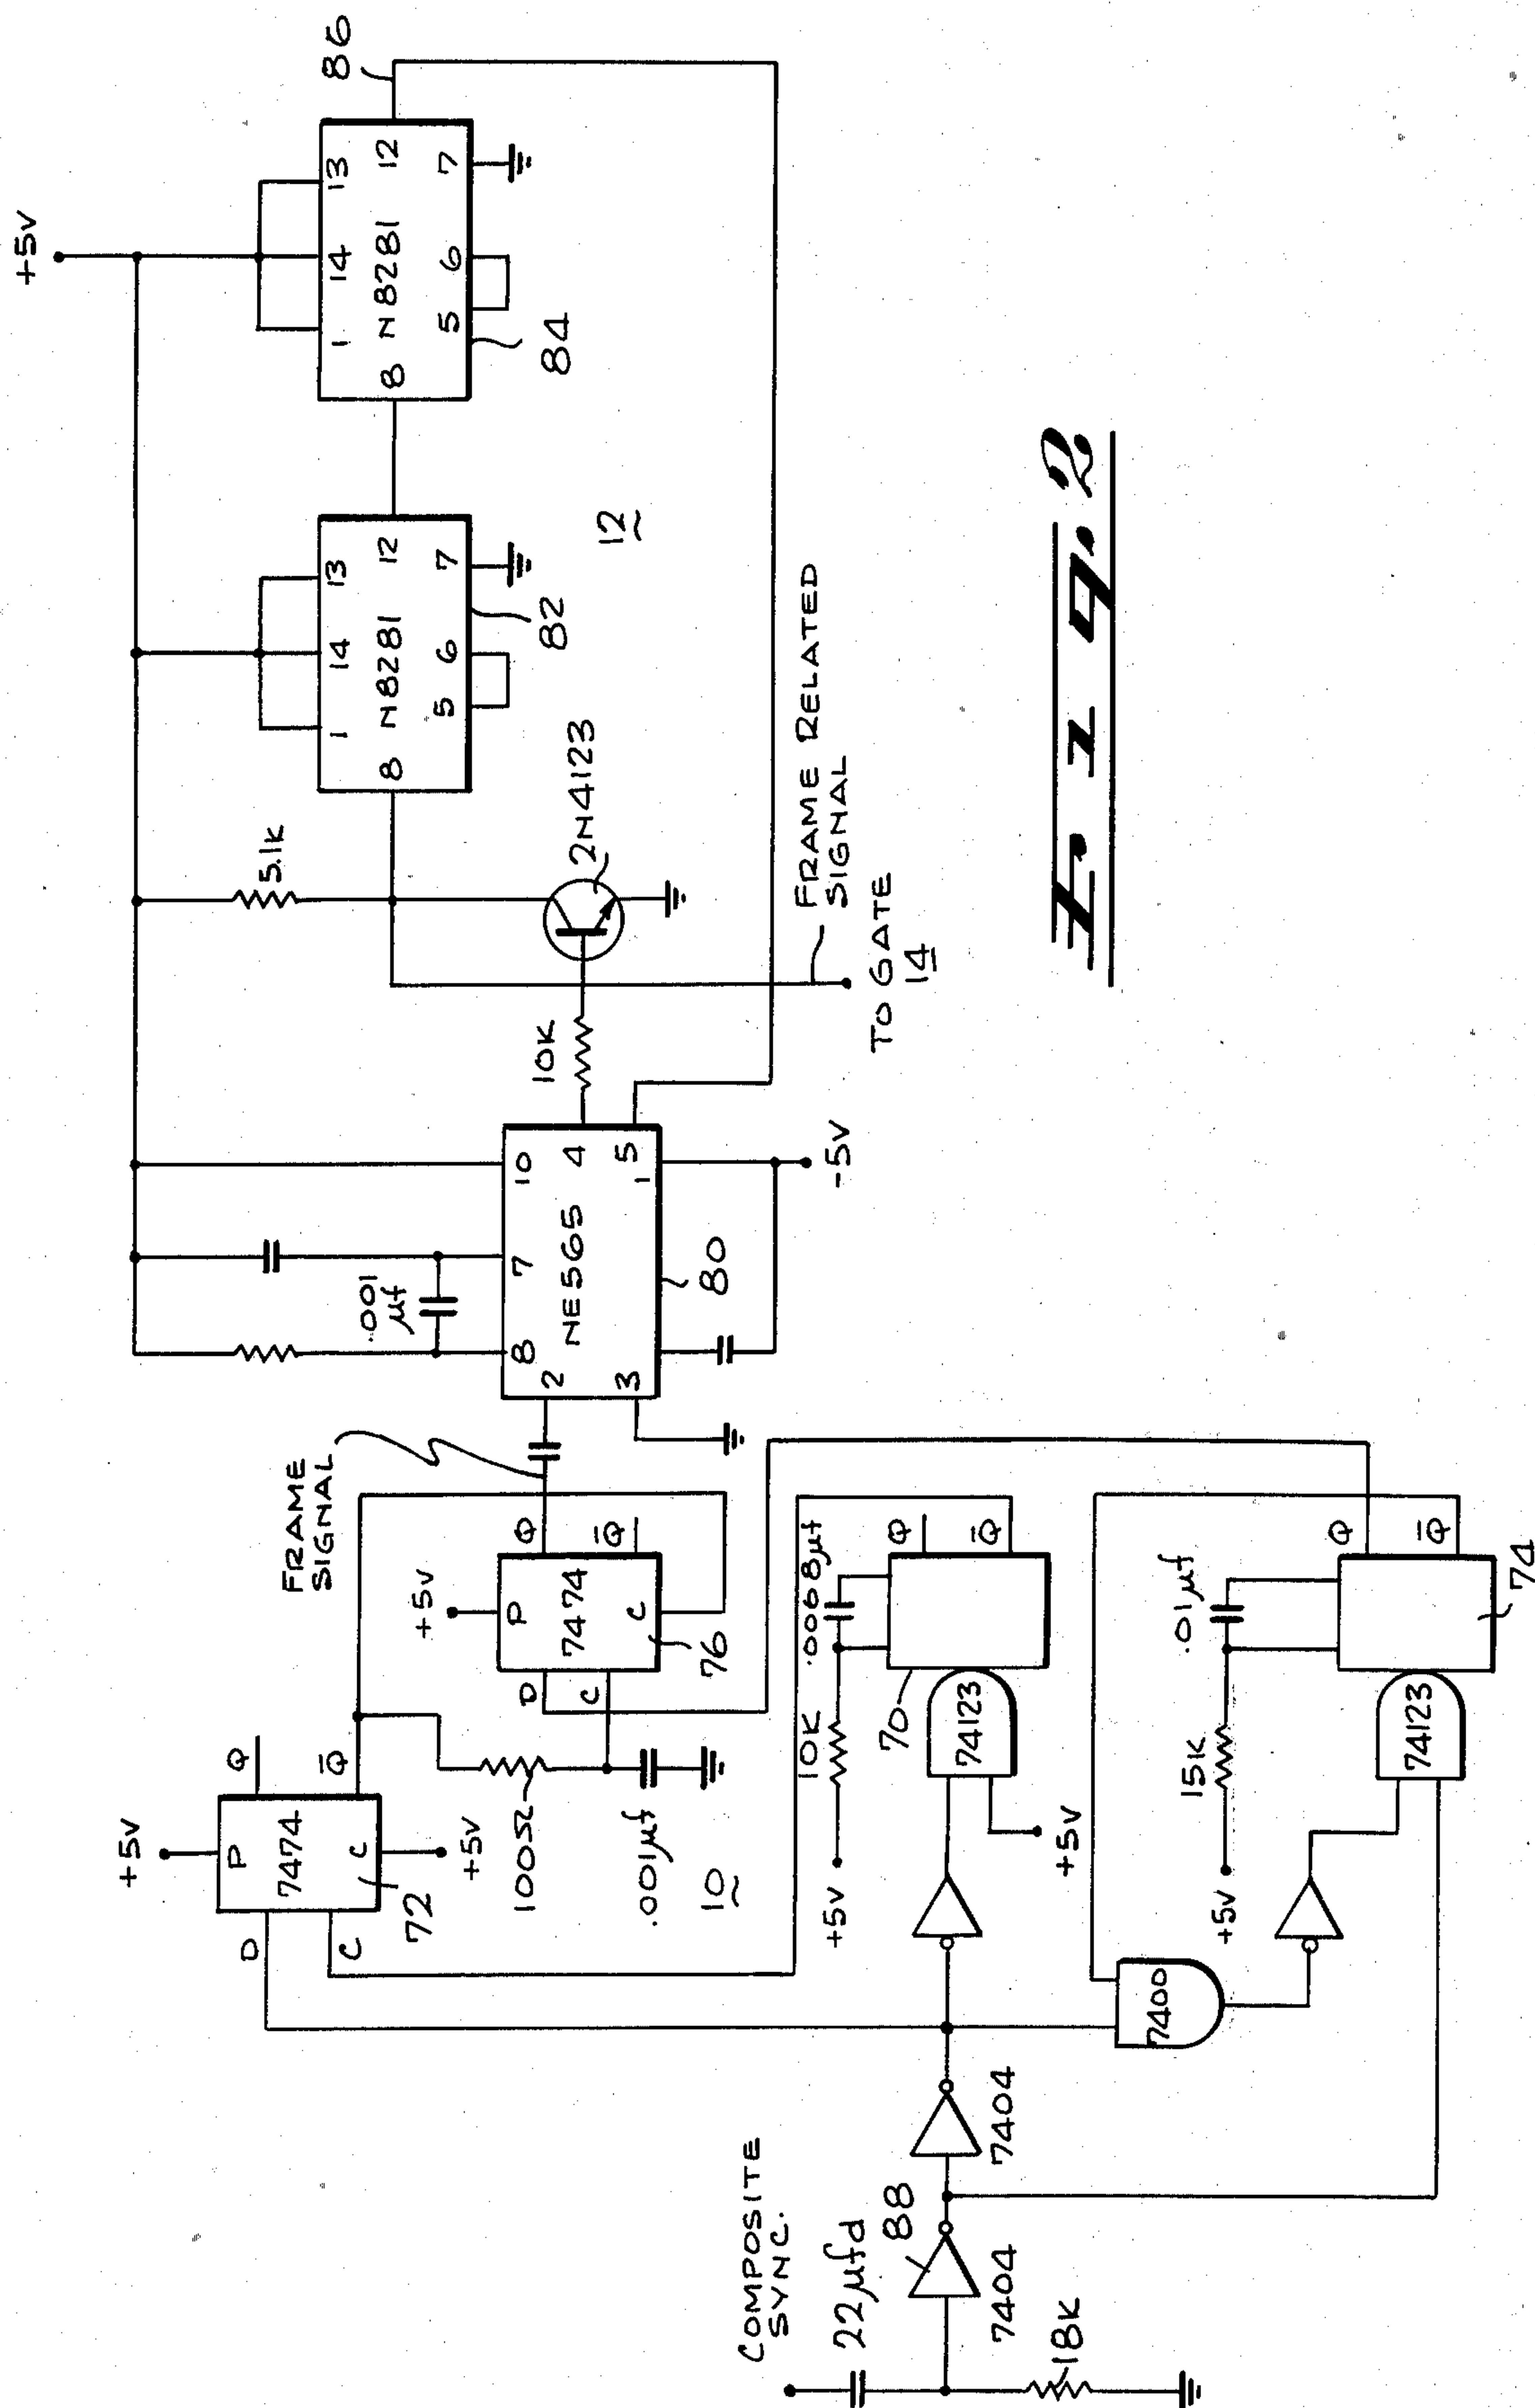 +5v
86
1
14
13
8
N8281
12
5
6
7
84
1
14
13
8
N8281
12
5
6
7
82
12
5.1K
2N4123
10K
FRAME RELATED
SIGNAL
TO GATE
14
.001
µf
8
7
10
2
NE565
4
3
1
5
80
-5v
FRAME
SIGNAL
+5v
P
Q
D
7474
Q̅
C
C
76
+5v
P
Q
D
7474
Q̅
C
C
72
+5v
100Ω
.001µf
10
+5v
10K
.0068µf
70
74123
Q
Q̅
+5v
+5v
15K
.01µf
74123
Q
Q̅
74
7400
COMPOSITE
SYNC.
22µfd
88
7404
7404
18K
Fig. 2